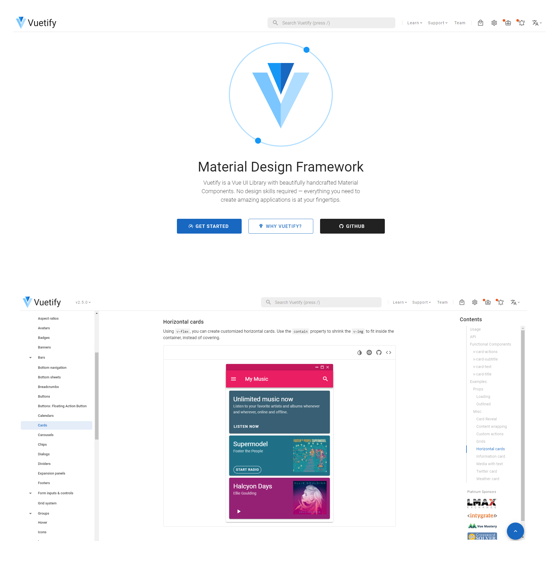 Vuetify
Search Vuetify (press /)
Learn
Support
Team
Material Design Framework
Vuetify is a Vue UI Library with beautifully handcrafted Material
Components. No design skills required — everything you need to
create amazing applications is at your fingertips.
GET STARTED
WHY VUETIFY?
GITHUB
Vuetify
Search Vuetify (press /)
Learn
Support
Team
Aspect ratios
Avatars
Badges
Banners
Bars
Bottom navigation
Bottom sheets
Breadcrumbs
Buttons
Buttons: Floating Action Button
Calendars
Cards
Carousels
Chips
Dialogs
Dividers
Expansion panels
Footers
Form inputs & controls
Grid system
Groups
Hover
Icons
Horizontal cards
Using v-flex, you can create customized horizontal cards. Use the contain property to shrink the v-img to fit inside the
container, instead of covering.
My Music
Unlimited music now
Listen to your favorite artists and albums whenever
and wherever, online and offline.
LISTEN NOW
Supermodel
Foster the People
START RADIO
Halcyon Days
Ellie Goulding
Contents
Usage
API
Functional Components
v-card-actions
v-card-subtitle
v-card-text
v-card-title
Examples
Props
Loading
Outlined
Misc
Card Reveal
Content wrapping
Custom actions
Grids
Horizontal cards
Information card
Media with text
Twitter card
Weather card
Platinum Sponsors
LMAX
Vue Mastery